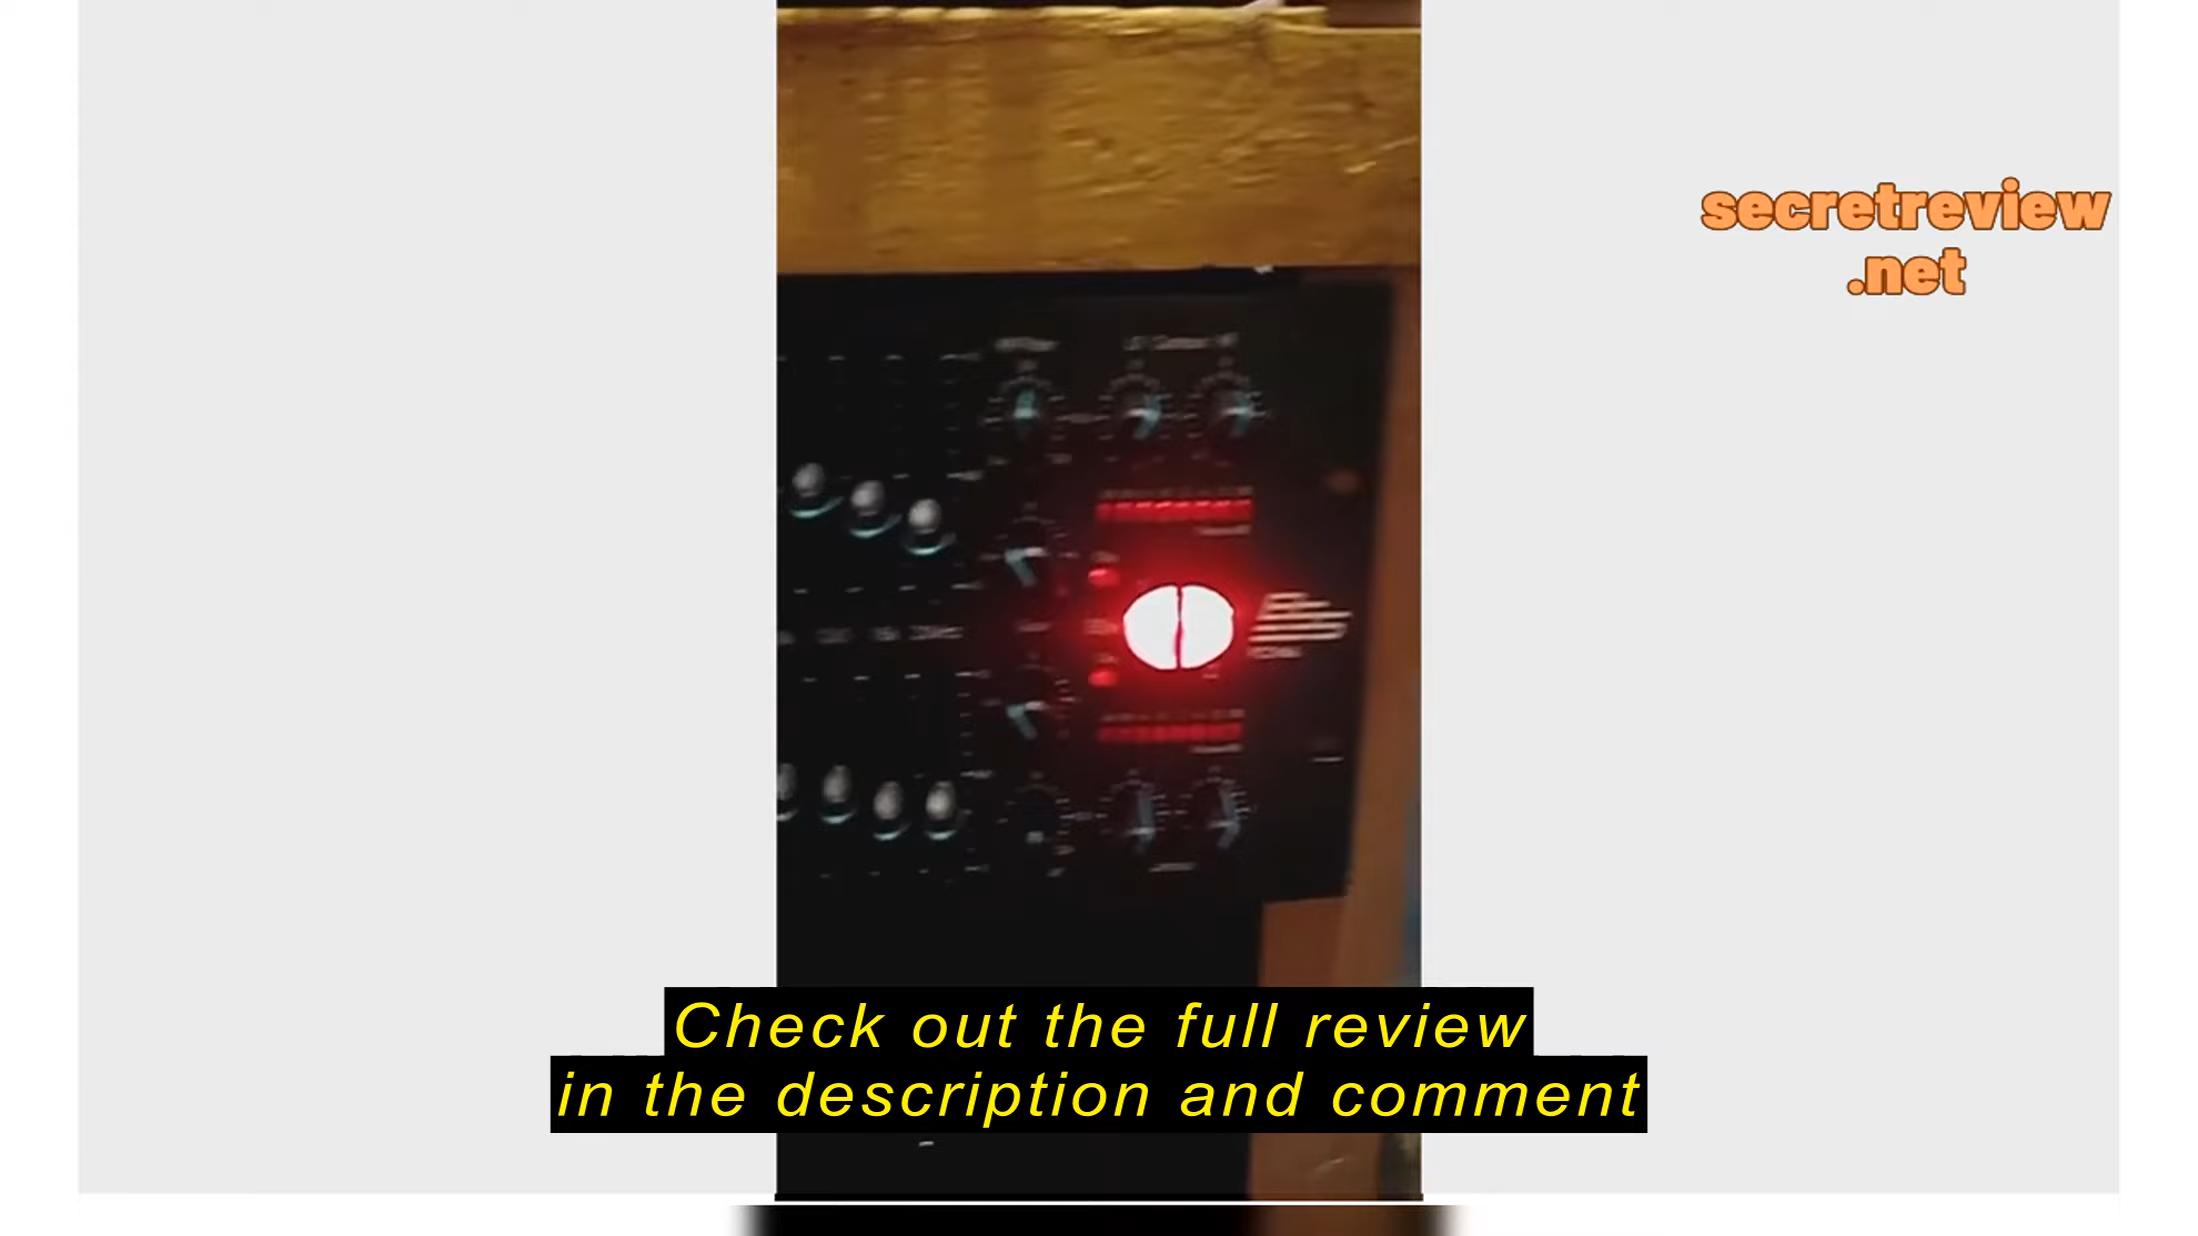 secretreview
.net
Check out the full review
in the description and comment